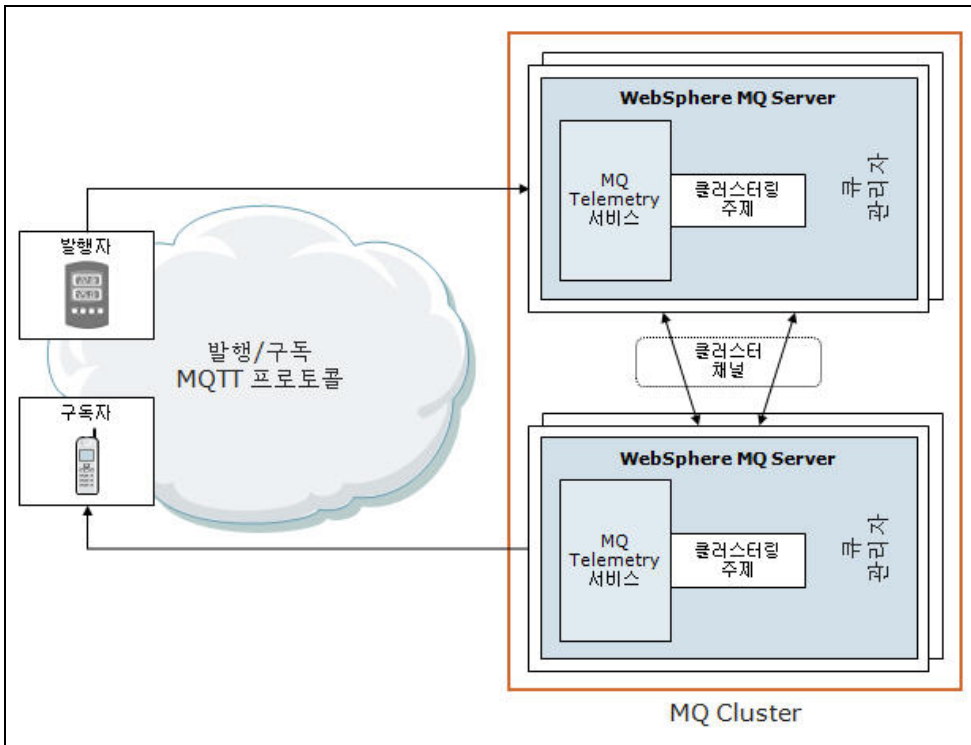 WebSphere MQ Server
MQ
Telemetry
서비스
클러스터링
주제
큐
관리자
발행자
발행/구독
MQTT 프로토콜
클러스터
채널
구독자
WebSphere MQ Server
MQ
Telemetry
서비스
클러스터링
주제
큐
관리자
MQ Cluster